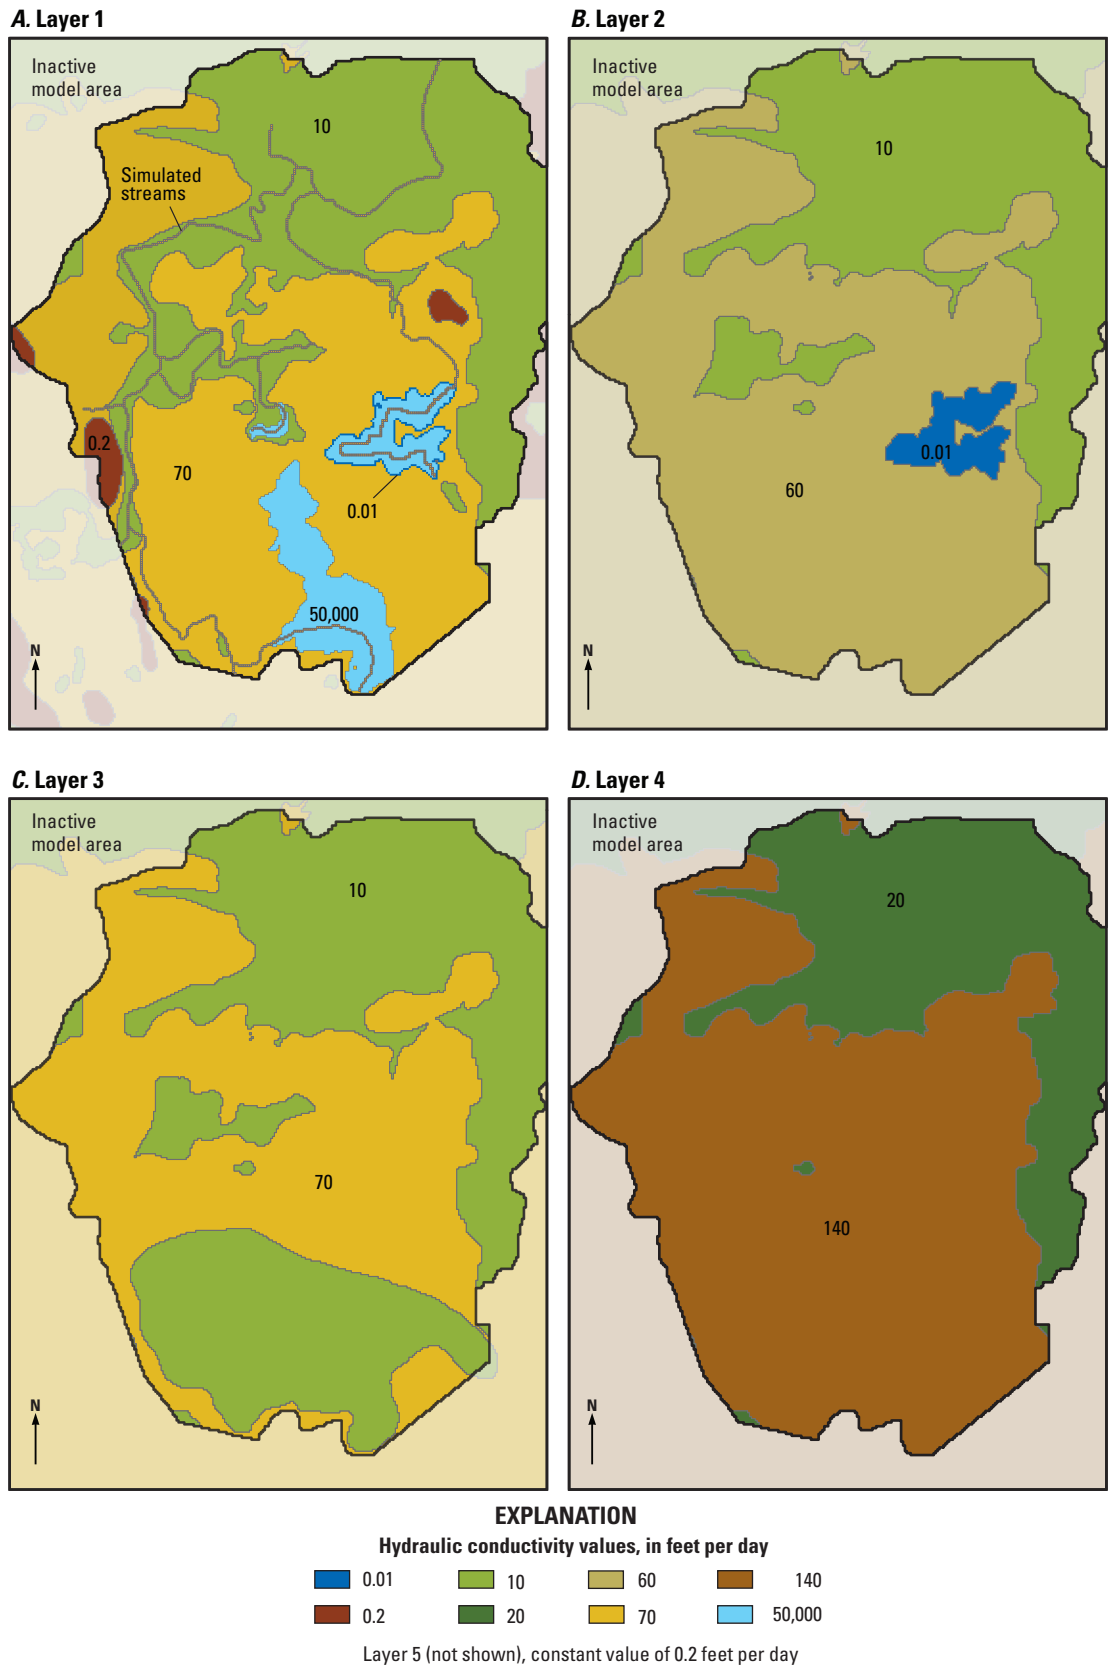 A. Layer 1
Inactive
model area
10
Simulated
streams
0.2
70
0.01
50,000
N
B. Layer 2
Inactive
model area
10
0.01
60
N
C. Layer 3
Inactive
model area
10
70
N
D. Layer 4
Inactive
model area
20
140
N
EXPLANATION
Hydraulic conductivity values, in feet per day
0.01 10 60 140
0.2 20 70 50,000
Layer 5 (not shown), constant value of 0.2 feet per day